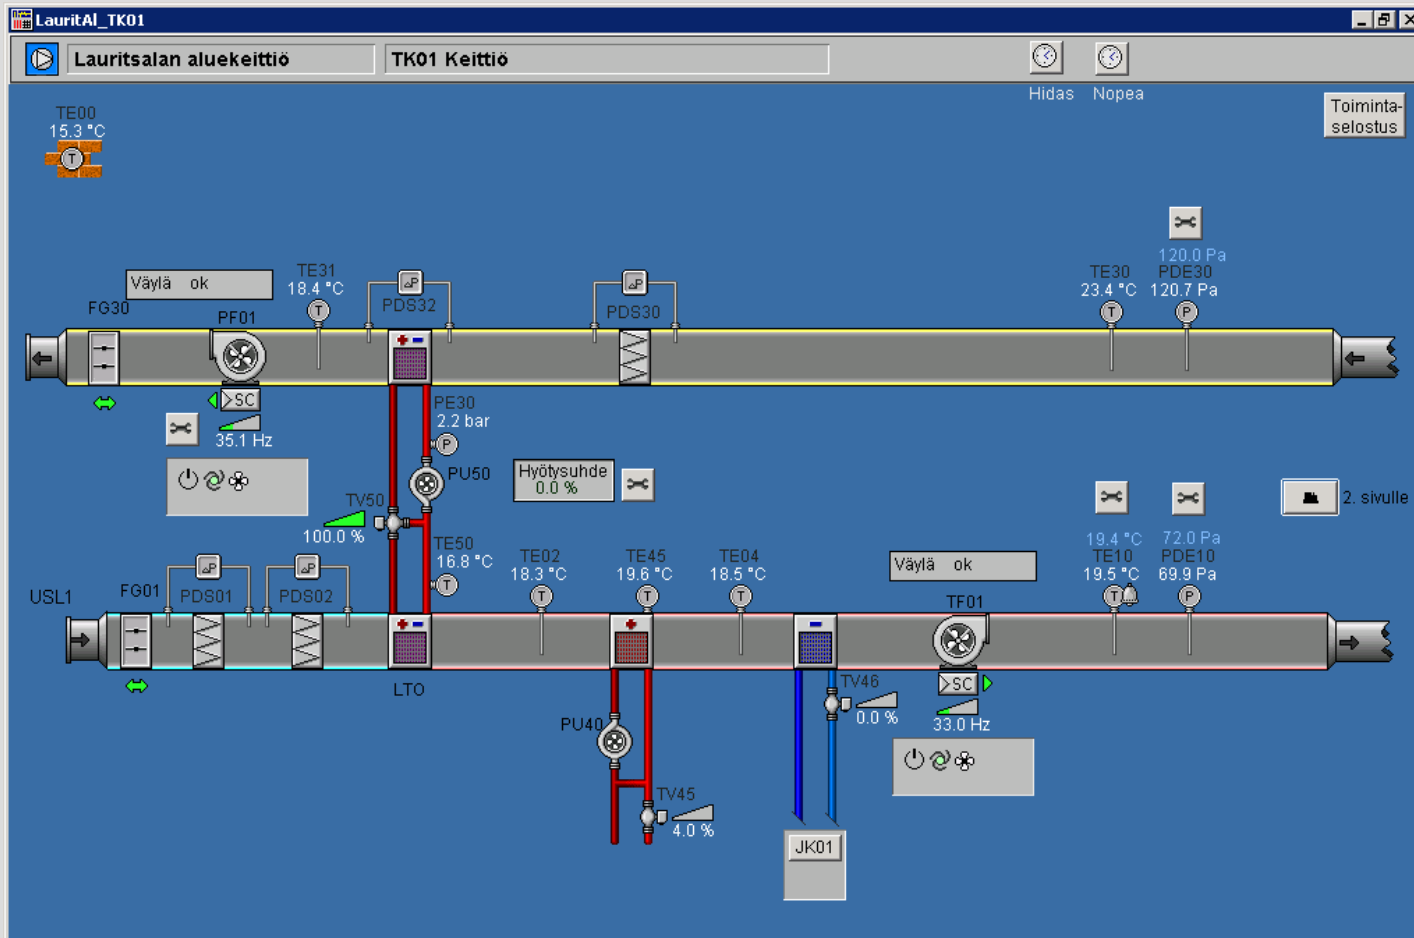 LauritAl_TK01
Lauritsalan aluekeittiö
TK01 Keittiö
Hidas
Nopea
Toiminta-
selostus
TE00
15.3 °C
T
120.0 Pa
Väylä ok
TE31
18.4 °C
T
ΔP
PDS32
ΔP
PDS30
TE30
23.4 °C
T
PDE30
120.7 Pa
P
FG30
PF01
SC
35.1 Hz
PE30
2.2 bar
P
PU50
Hyötysuhde
0.0 %
TV50
100.0 %
2. sivulle
TE50
16.8 °C
T
TE02
18.3 °C
T
TE45
19.6 °C
T
TE04
18.5 °C
T
Väylä ok
19.4 °C
TE10
19.5 °C
T
72.0 Pa
PDE10
69.9 Pa
P
USL1
FG01
ΔP
PDS01
ΔP
PDS02
TF01
LTO
SC
33.0 Hz
TV46
0.0 %
PU40
TV45
4.0 %
JK01